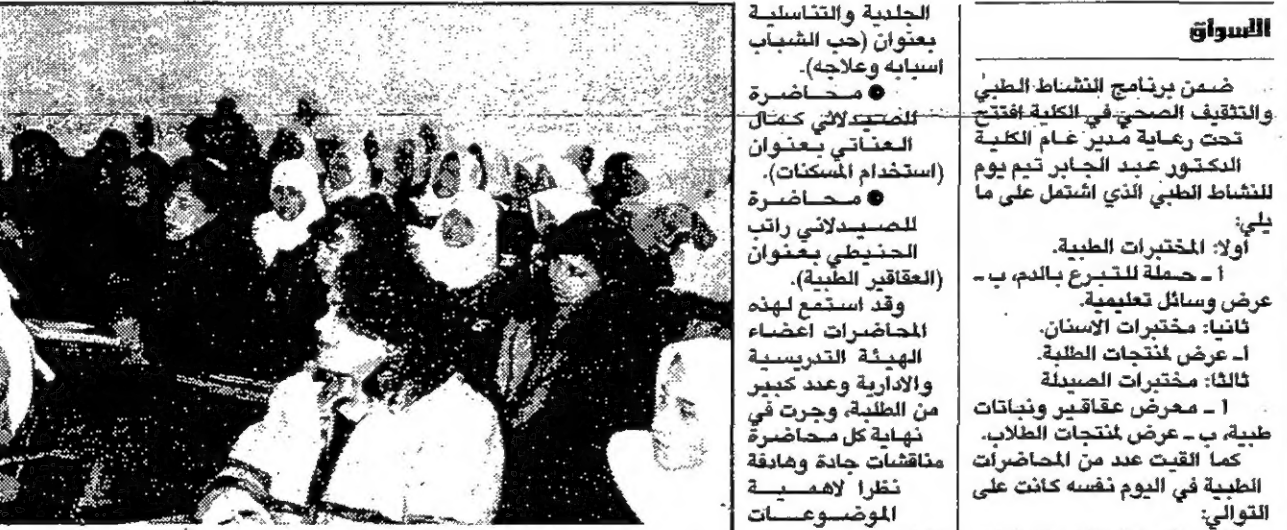 الاسواق
ضمن برنامج النشاط الطبي
والتثقيف الصحي في الكلية افتتح
تحت رعاية مدير عام الكلية
الدكتور عبد الجابر تيم يوم
للنشاط الطبي الذي اشتمل على ما
يلي:
أولا: المختبرات الطبية.
أ ـ حملة للتبرع بالدم، ب ـ
عرض وسائل تعليمية.
ثانيا: مختبرات الاسنان.
أـ عرض لمنتجات الطلبة.
ثالثا: مختبرات الصيدلة
أ ـ معرض عقاقير ونباتات
طبية، ب ـ عرض لمنتجات الطلاب.
كما القيت عدد من المحاضرات
الطبية في اليوم نفسه كانت على
التوالي:
الجلدية والتناسلية
بعنوان (حب الشباب
اسبابه وعلاجه).
● محاضرة
للصيدلاني كمال
العناتي بعنوان
(استخدام المسكنات).
● محاضرة
للصيدلاني راتب
الحنيطي بعنوان
(العقاقير الطبية).
وقد استمع لهذه
المحاضرات اعضاء
الهيئة التدريسية
والادارية وعدد كبير
من الطلبة، وجرت في
نهاية كل محاضرة
مناقشات جادة وهادفة
نظرا لاهمية
الموضوعات